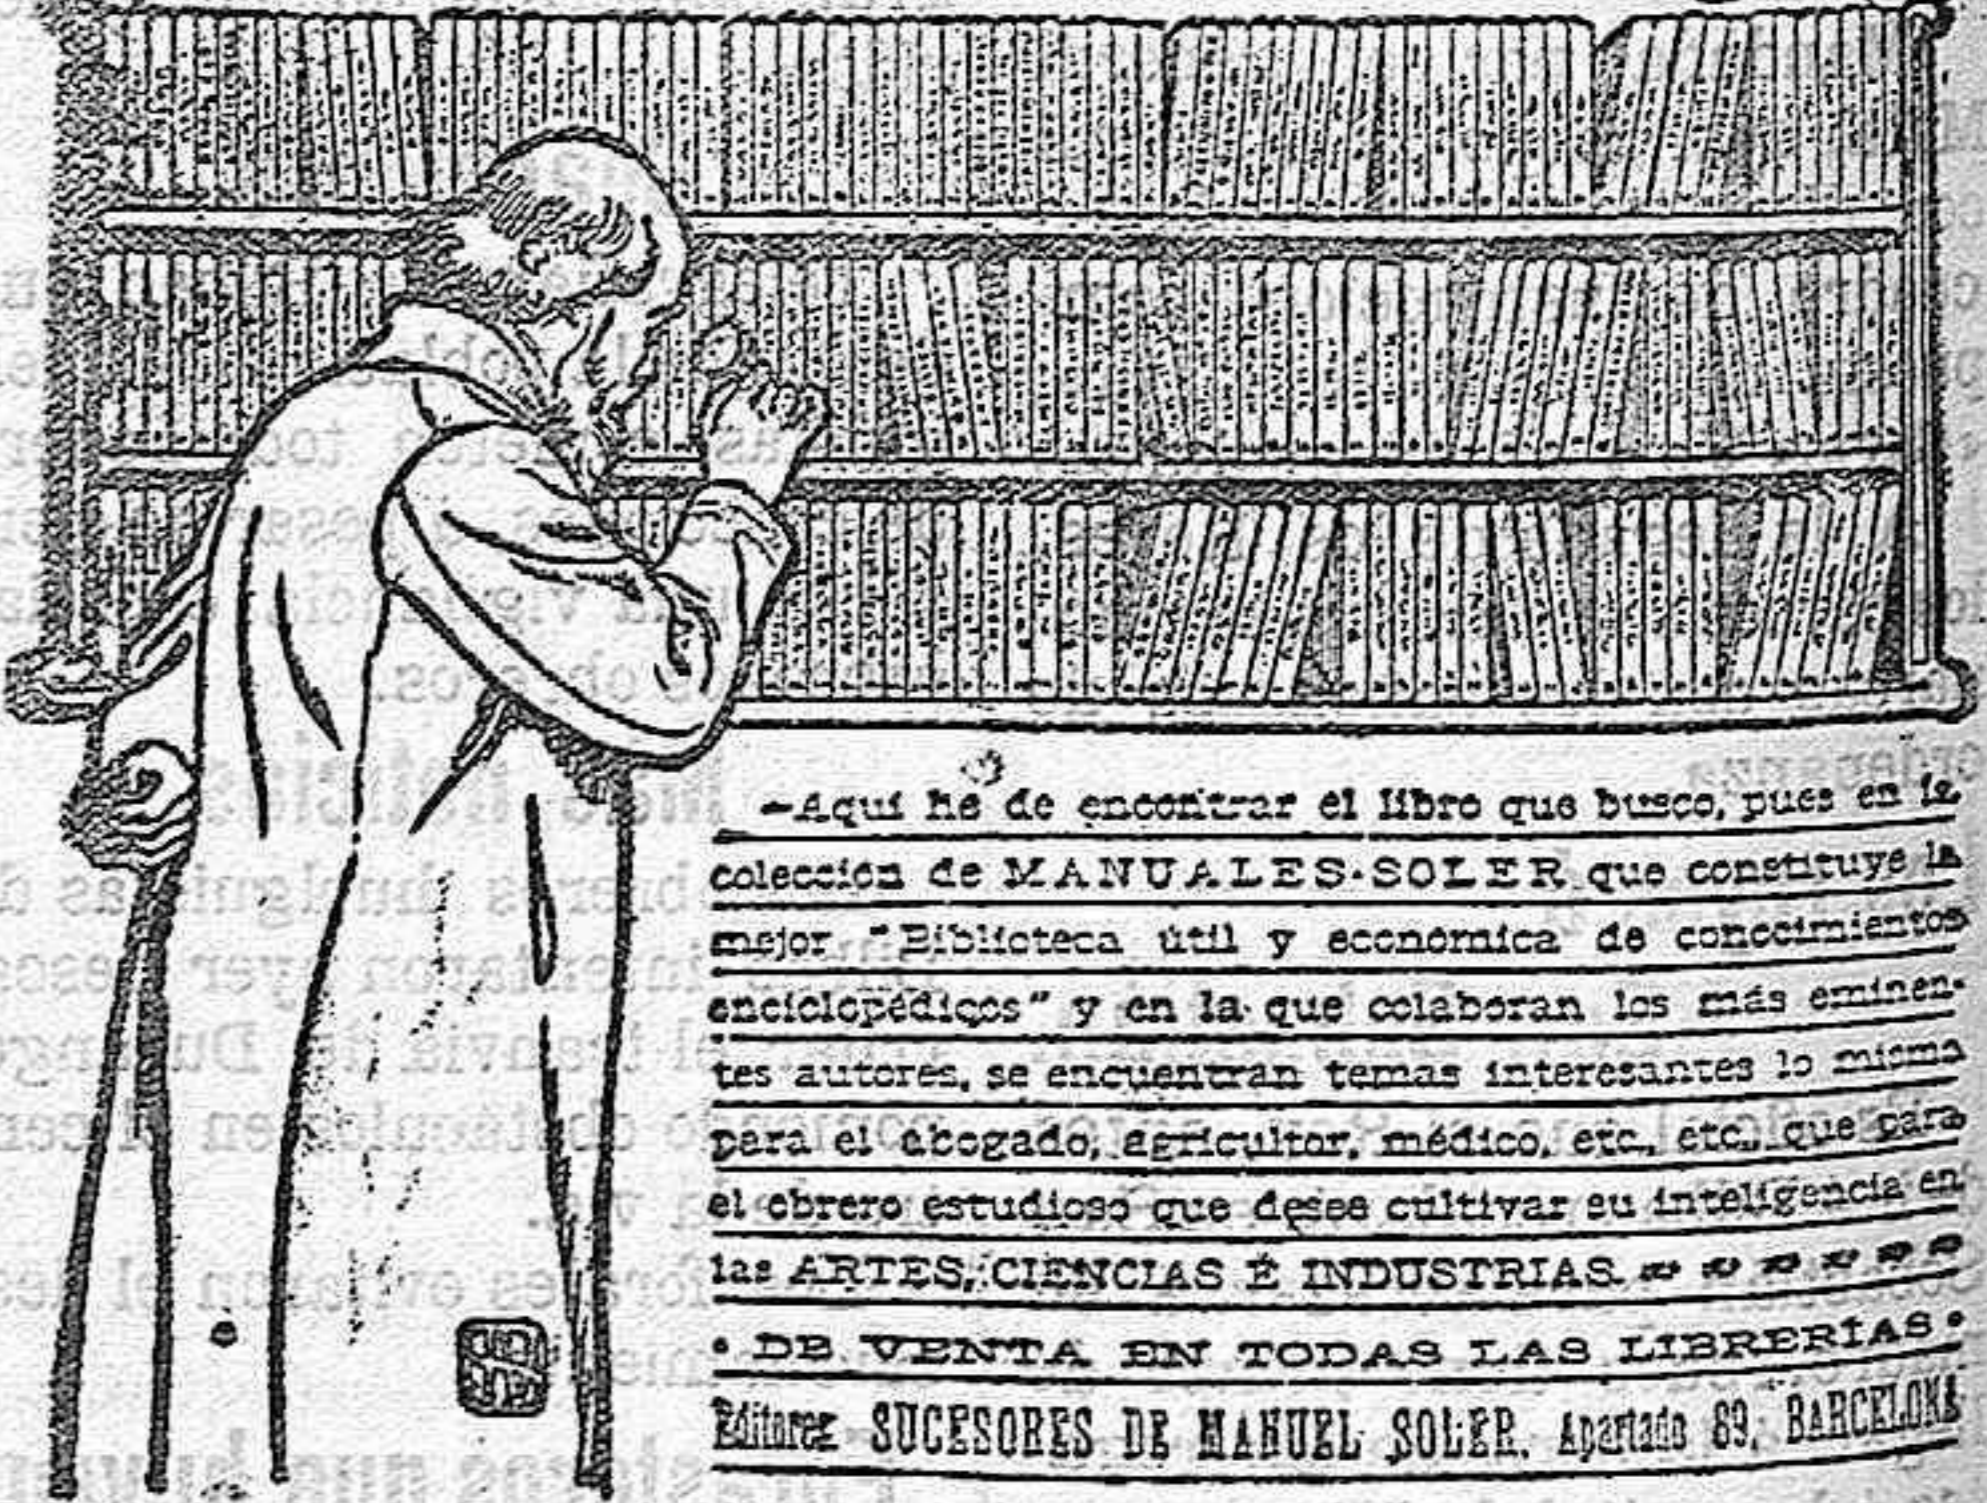 —Aquí he de encontrar el libro que busco, pues en la
colección de MANUALES-SOLER que constituye la
mejor "Biblioteca útil y económica de conocimientos
enciclopédicos" y en la que colaboran los más eminen-
tes autores, se encuentran temas interesantes lo mismo
para el abogado, agricultor, médico, etc., etc., que para
el obrero estudioso que desee cultivar su inteligencia en
las ARTES, CIENCIAS É INDUSTRIAS
• DE VENTA EN TODAS LAS LIBRERÍAS •
Editores SUCESORES DE MANUEL SOLER. Apartado 89, BARCELONA